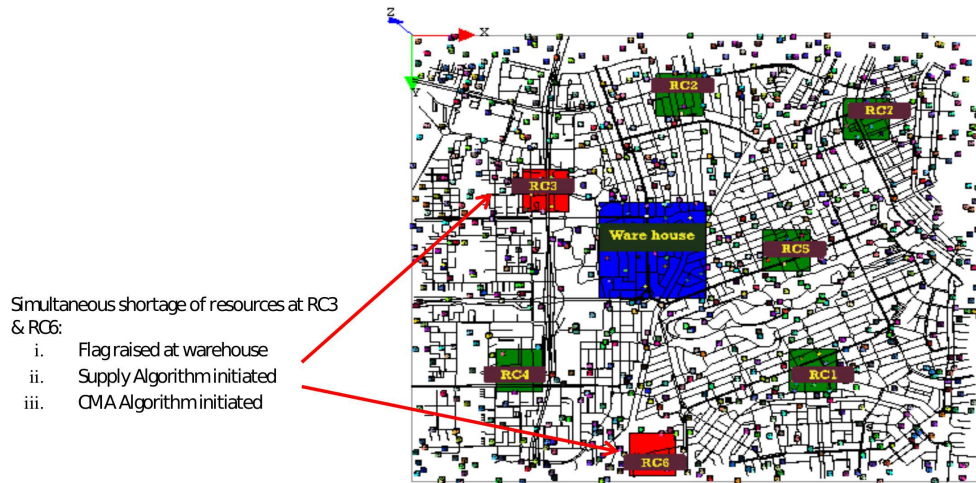 Z
X
Y
RC2
RC7
RC3
Ware house
RC5
Simultaneous shortage of resources at RC3
& RC6:
i. Flag raised at warehouse
ii. Supply Algorithm initiated
iii. CMA Algorithm initiated
RC4
RC1
RC6